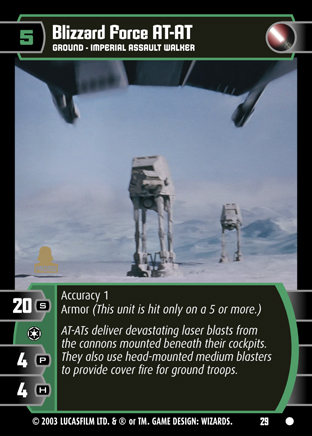 5 Blizzard Force AT-AT
GROUND - IMPERIAL ASSAULT WALKER
20 S
Accuracy 1
Armor (This unit is hit only on a 5 or more.)
AT-ATs deliver devastating laser blasts from
the cannons mounted beneath their cockpits.
4 P
They also use head-mounted medium blasters
to provide cover fire for ground troops.
4 H
© 2003 LUCASFILM LTD. & ® or TM. GAME DESIGN: WIZARDS. 29